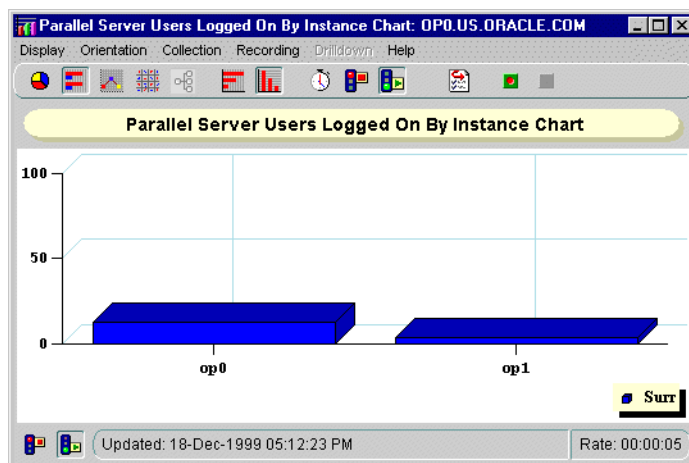 Parallel Server Users Logged On By Instance Chart: OP0.US.ORACLE.COM
Display Orientation Collection Recording Drilldown Help
Parallel Server Users Logged On By Instance Chart
100
50
0
op0 op1
Surr
Updated: 18-Dec-1999 05:12:23 PM Rate: 00:00:05